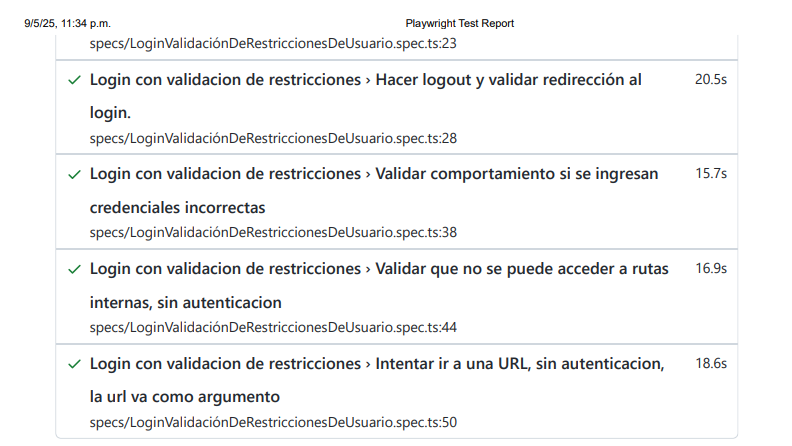 9/5/25, 11:34 p.m. Playwright Test Report
specs/LoginValidaciónDeRestriccionesDeUsuario.spec.ts:23
Login con validacion de restricciones › Hacer logout y validar redirección al 20.5s
login.
specs/LoginValidaciónDeRestriccionesDeUsuario.spec.ts:28
Login con validacion de restricciones › Validar comportamiento si se ingresan 15.7s
credenciales incorrectas
specs/LoginValidaciónDeRestriccionesDeUsuario.spec.ts:38
Login con validacion de restricciones › Validar que no se puede acceder a rutas 16.9s
internas, sin autenticacion
specs/LoginValidaciónDeRestriccionesDeUsuario.spec.ts:44
Login con validacion de restricciones › Intentar ir a una URL, sin autenticacion, 18.6s
la url va como argumento
specs/LoginValidaciónDeRestriccionesDeUsuario.spec.ts:50